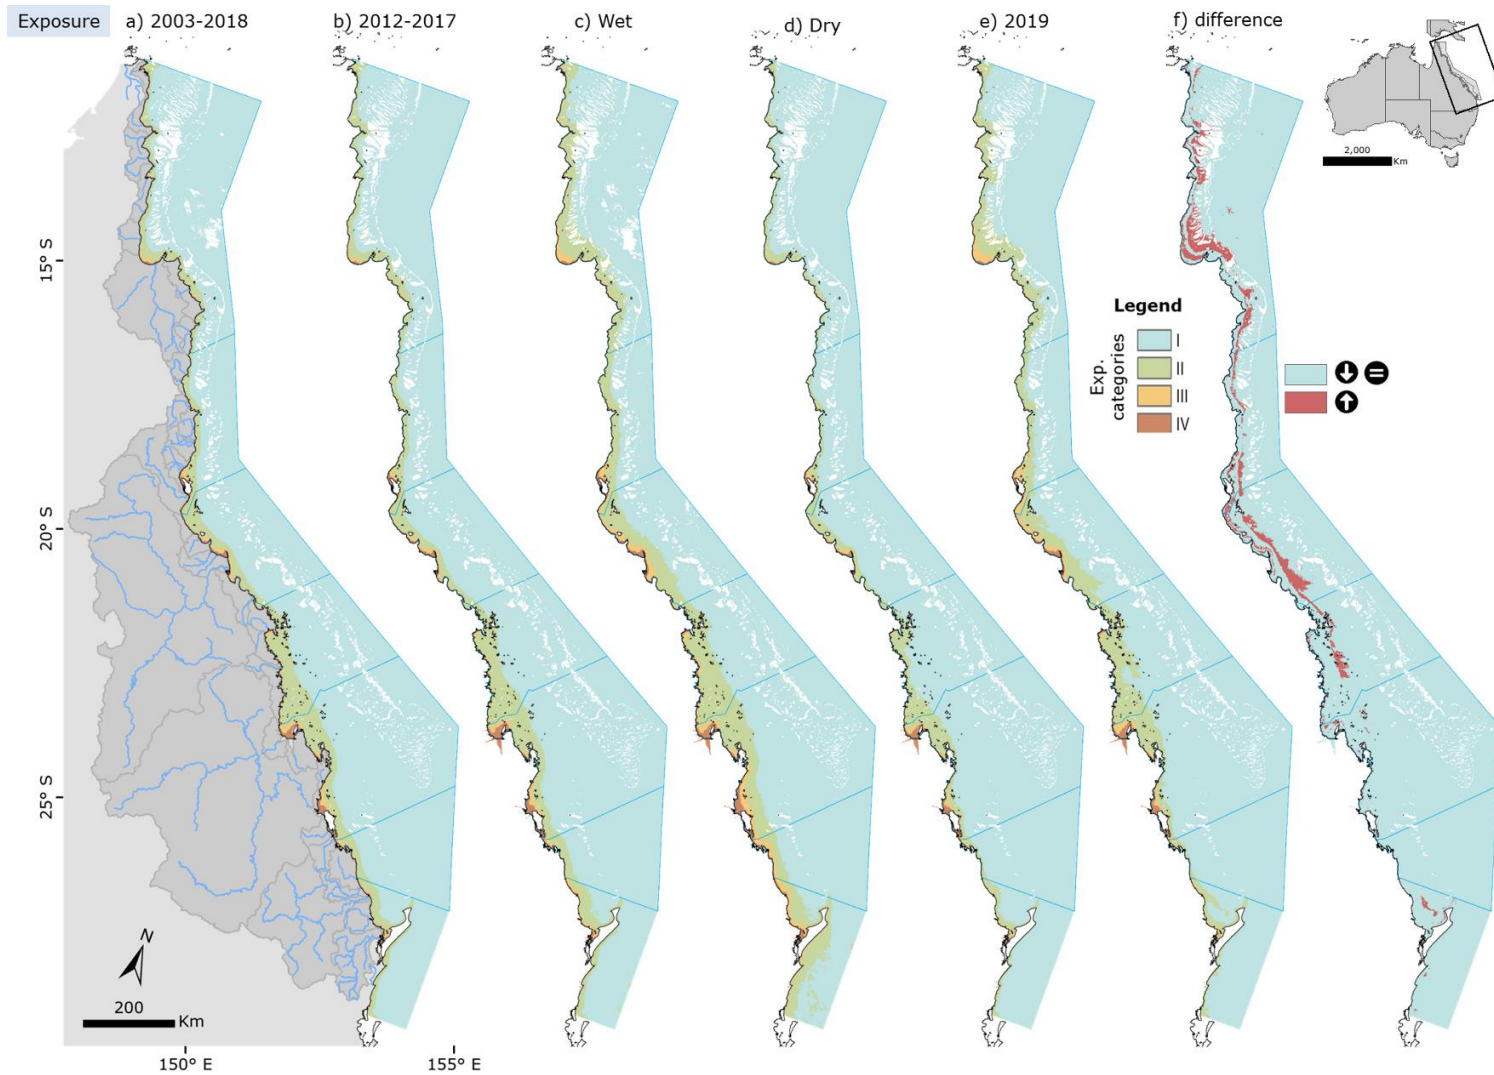 Exposure
a) 2003-2018
b) 2012-2017
c) Wet
d) Dry
e) 2019
f) difference
2,000
Km
15° S
20° S
25° S
Legend
Exp.
categories
I
II
III
IV
N
200
Km
150° E
155° E